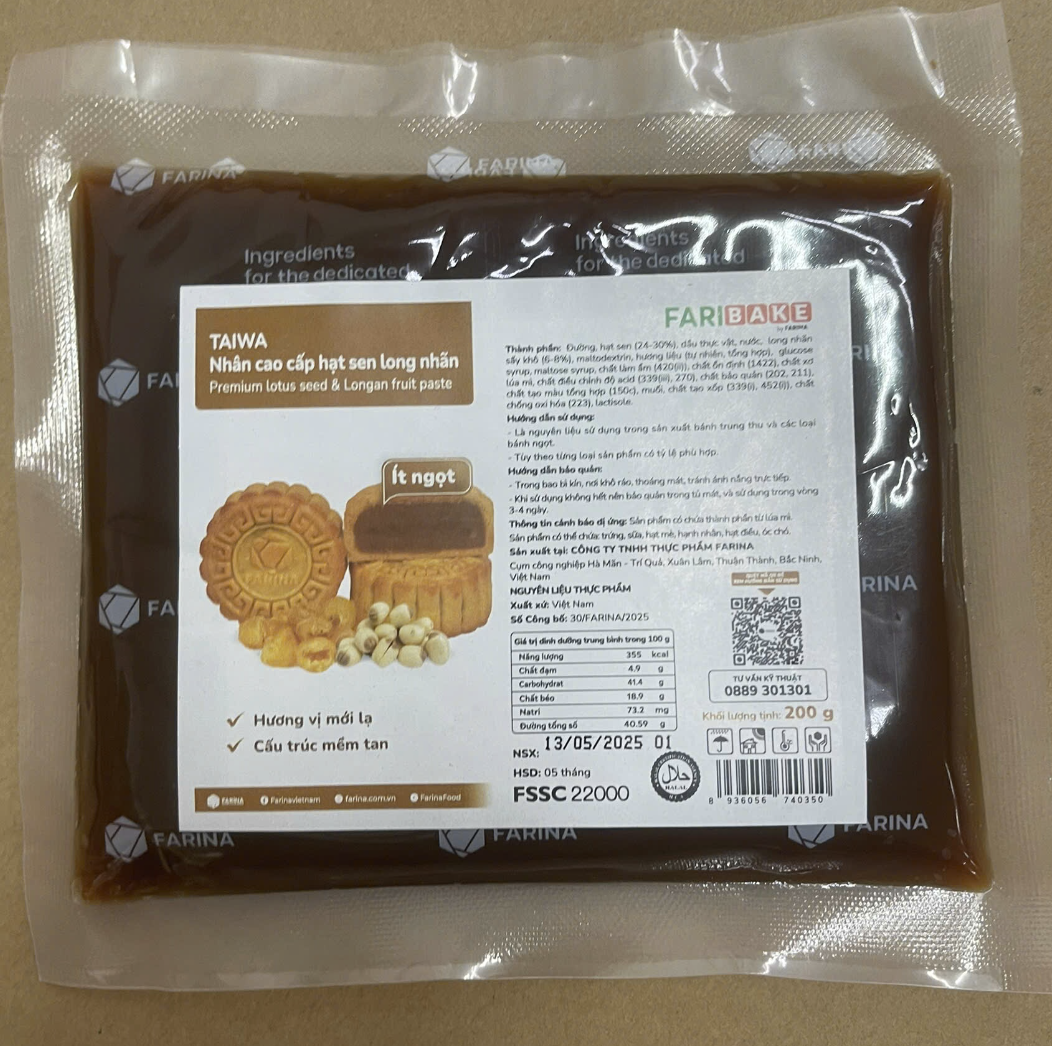 FARINA
FARINA
Ingredients
for the dedicated
TAIWA
Nhân cao cấp hạt sen long nhãn
Premium lotus seed & Longan fruit paste
Ít ngọt
FARINA
Hương vị mới lạ
Cấu trúc mềm tan
FARINA
Farinavietnam
farina.com.vn
FarinaFood
FARIBAKE
by FARINA
Thành phần: Đường, hạt sen (24-30%), dầu thực vật, nước, long nhãn
sấy khô (6-8%), maltodextrin, hương liệu (tự nhiên, tổng hợp), glucose
syrup, maltose syrup, chất làm ẩm (420(ii)), chất ổn định (1422), chất xơ
lúa mì, chất điều chỉnh độ acid (339(iii), 270), chất bảo quản (202, 211),
chất tạo màu tổng hợp (150c), muối, chất tạo xốp (339(i), 452(i)), chất
chống oxi hóa (223), lactisole.
Hướng dẫn sử dụng:
- Là nguyên liệu sử dụng trong sản xuất bánh trung thu và các loại
bánh ngọt.
- Tùy theo từng loại sản phẩm có tỷ lệ phù hợp.
Hướng dẫn bảo quản:
- Trong bao bì kín, nơi khô ráo, thoáng mát, tránh ánh nắng trực tiếp.
- Khi sử dụng không hết nên bảo quản trong tủ mát, và sử dụng trong vòng
3-4 ngày.
Thông tin cảnh báo dị ứng: Sản phẩm có chứa thành phần từ lúa mì.
Sản phẩm có thể chứa: trứng, sữa, hạt mè, hạnh nhân, hạt điều, óc chó.
Sản xuất tại: CÔNG TY TNHH THỰC PHẨM FARINA
Cụm công nghiệp Hà Mãn - Trí Quả, Xuân Lâm, Thuận Thành, Bắc Ninh,
Việt Nam
NGUYÊN LIỆU THỰC PHẨM
Xuất xứ: Việt Nam
Số Công bố: 30/FARINA/2025
Giá trị dinh dưỡng trung bình trong 100 g
Năng lượng 355 kcal
Chất đạm 4.9 g
Carbohydrat 41.4 g
Chất béo 18.9 g
Natri 73.2 mg
Đường tổng số 40.59 g
NSX: 13/05/2025 01
HSD: 05 tháng
FSSC 22000
TƯ VẤN KỸ THUẬT
0889 301301
Khối lượng tịnh: 200 g
HALAL
8 936056 740350
FARINA
FARINA
FARINA